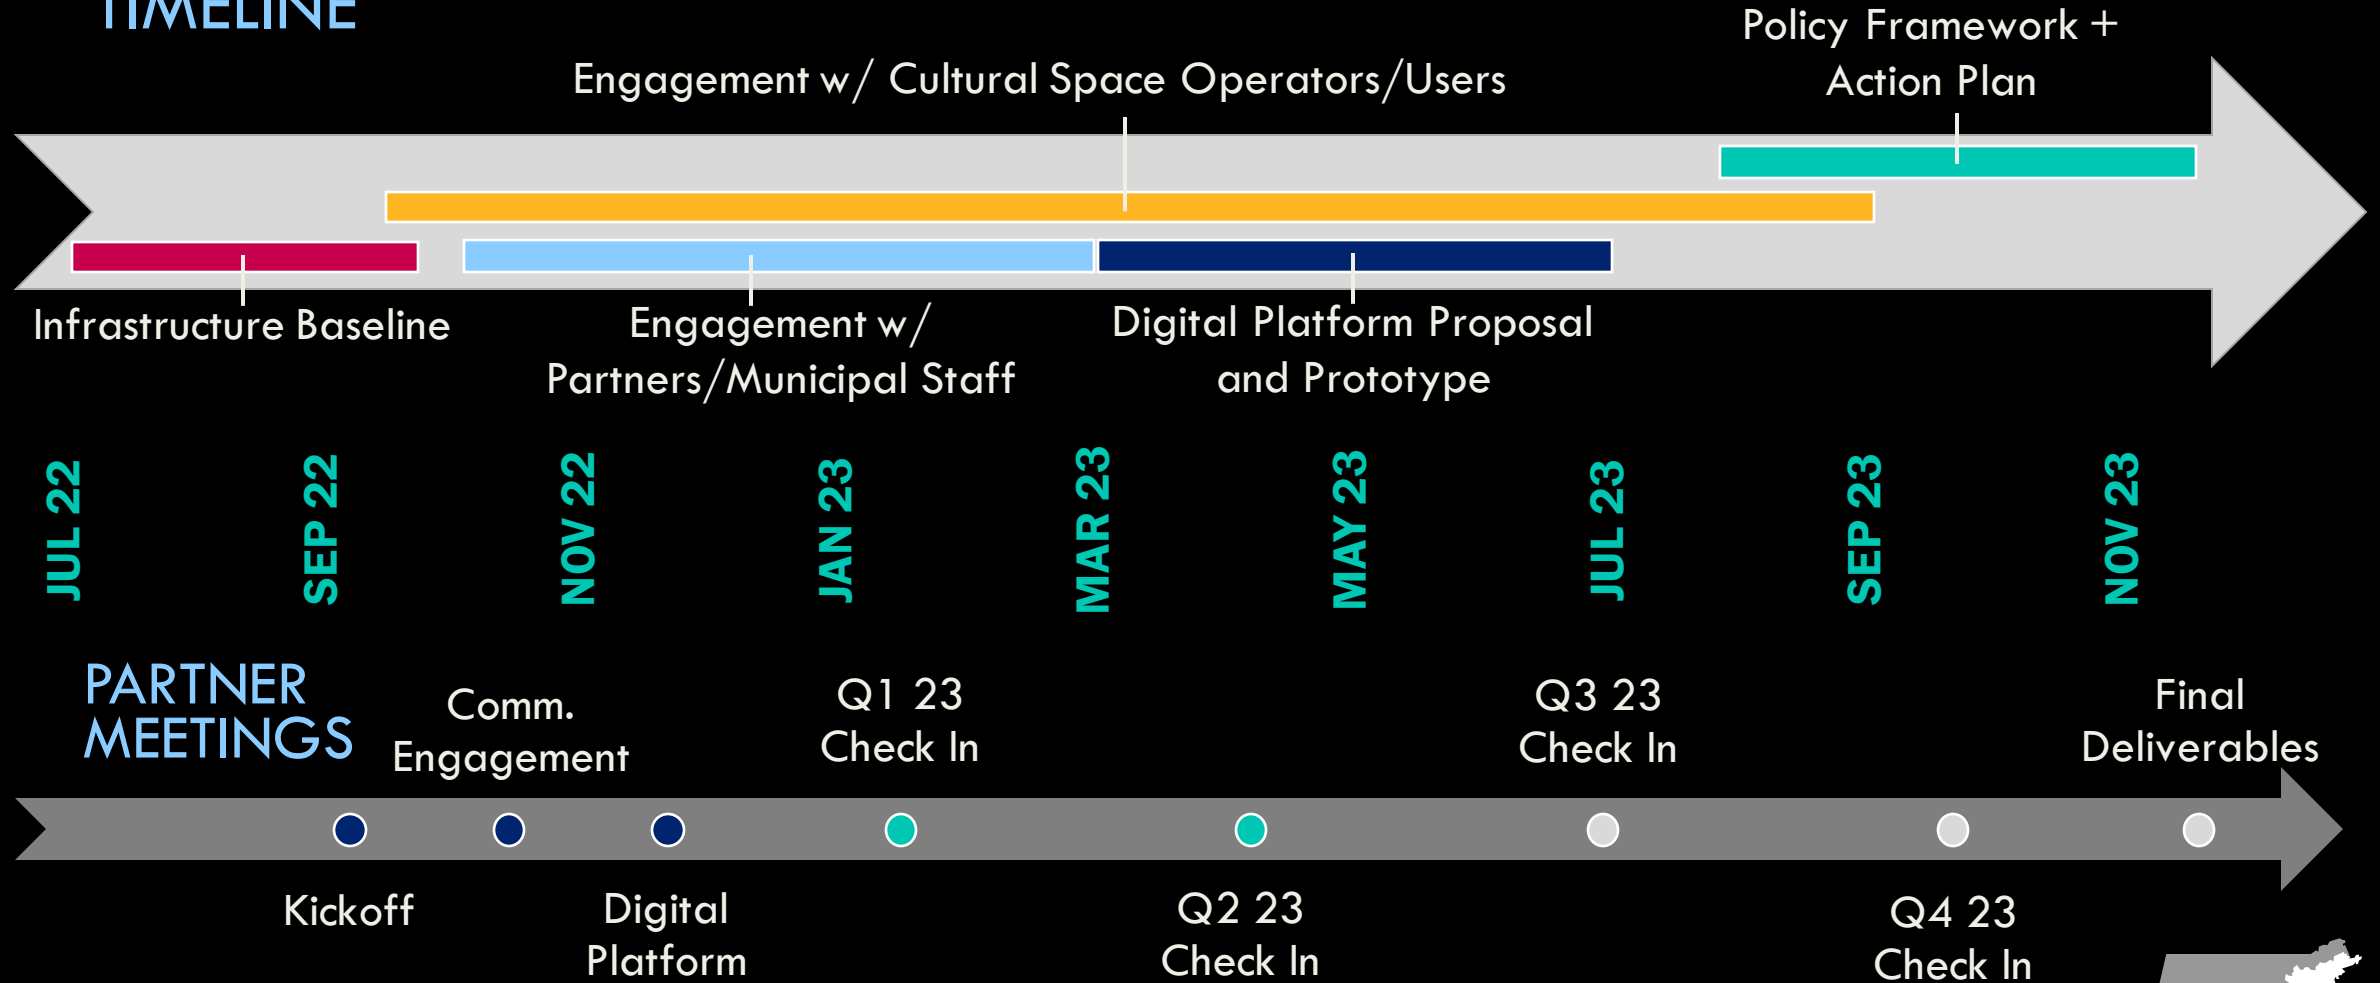 TIMELINE
Policy Framework +
Action Plan
Engagement w/ Cultural Space Operators/Users
Infrastructure Baseline
Engagement w/
Partners/Municipal Staff
Digital Platform Proposal
and Prototype
JUL 22
SEP 22
NOV 22
JAN 23
MAR 23
MAY 23
JUL 23
SEP 23
NOV 23
PARTNER
MEETINGS
Comm.
Engagement
Q1 23
Check In
Q3 23
Check In
Final
Deliverables
Kickoff
Digital
Platform
Q2 23
Check In
Q4 23
Check In